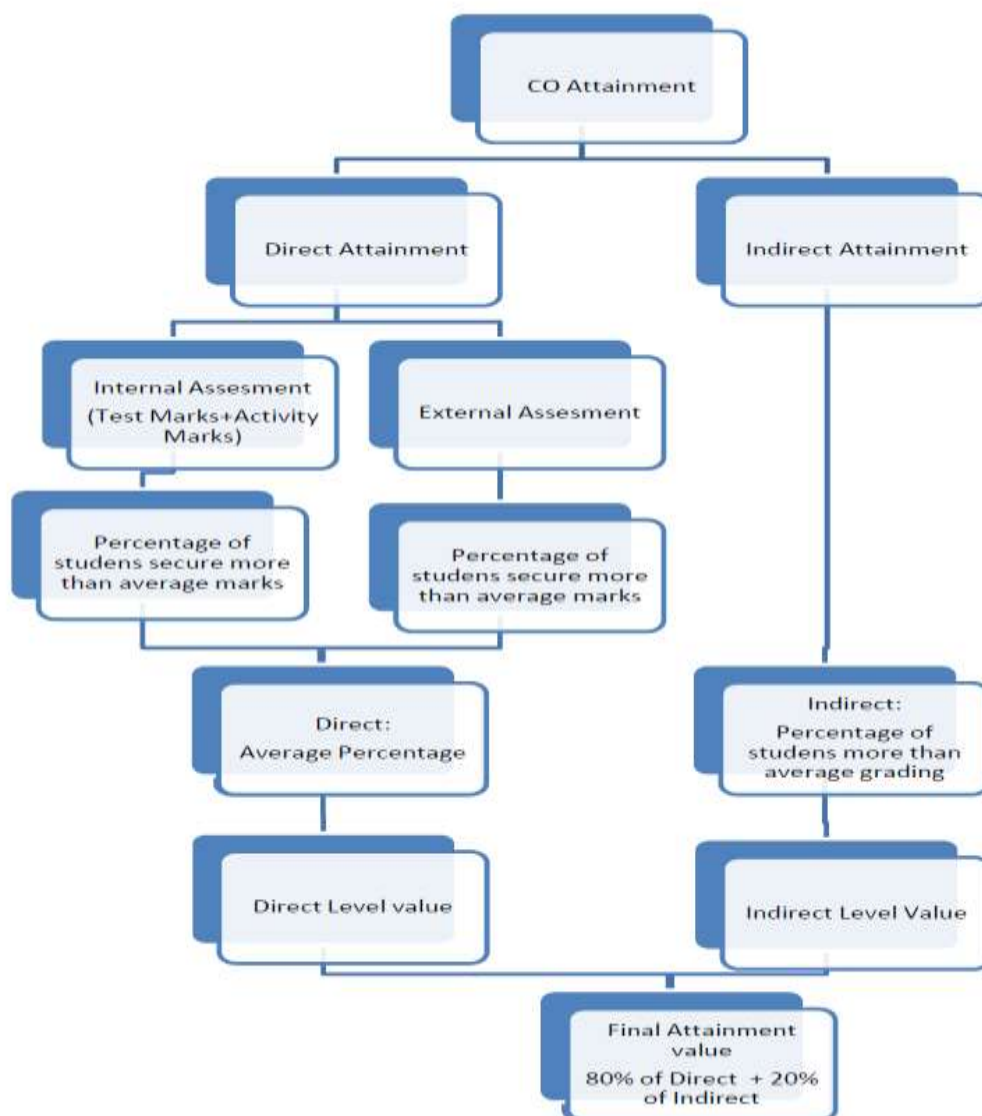 CO Attainment
Direct Attainment
Indirect Attainment
Internal Assesment
(Test Marks+Activity
Marks)
External Assesment
Percentage of
studens secure more
than average marks
Percentage of
studens secure more
than average marks
Direct:
Average Percentage
Indirect:
Percentage of
studens more than
average grading
Direct Level value
Indirect Level Value
Final Attainment
value
80% of Direct + 20%
of Indirect